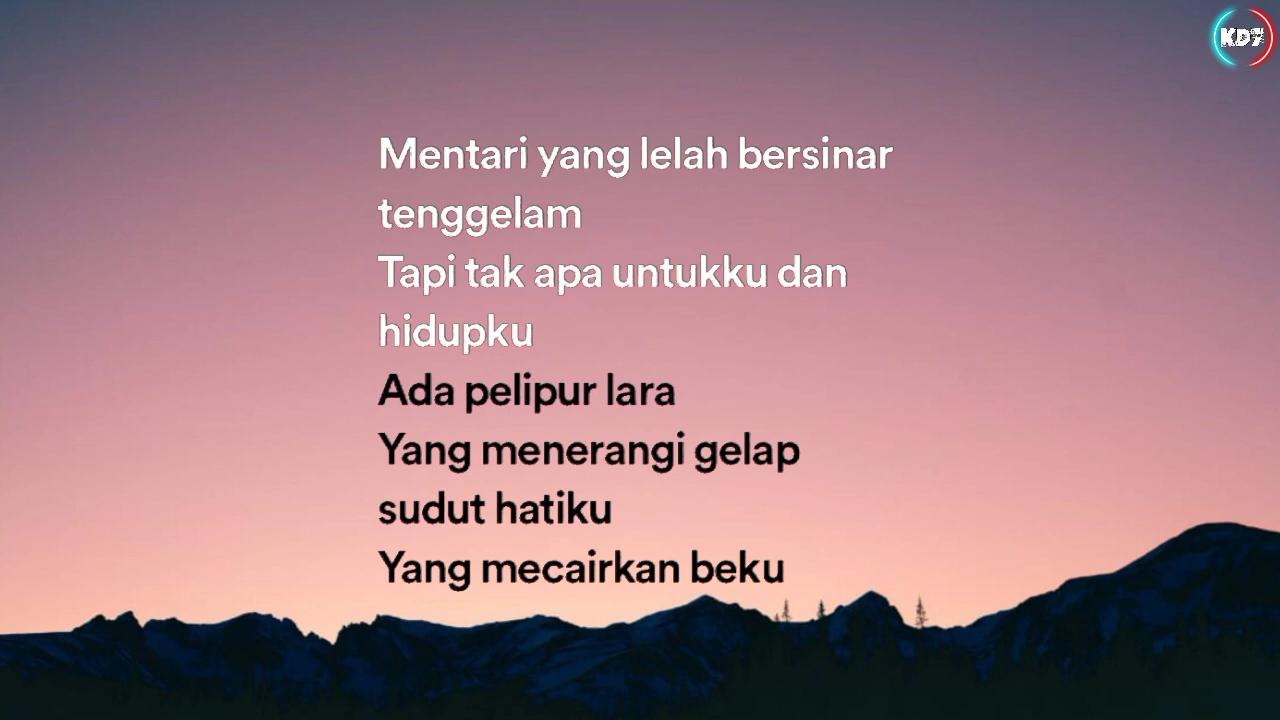 KD7
Mentari yang lelah bersinar
tenggelam
Tapi tak apa untukku dan
hidupku
Ada pelipur lara
Yang menerangi gelap
sudut hatiku
Yang mecairkan beku